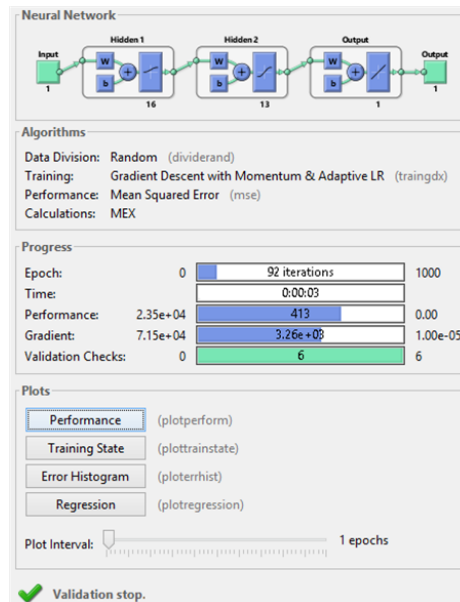 Neural Network
Hidden 1 Hidden 2 Output
Input Output
W W W
b b b
1 16 13 1 1
Algorithms
Data Division: Random (dividerand)
Training: Gradient Descent with Momentum & Adaptive LR (traingdx)
Performance: Mean Squared Error (mse)
Calculations: MEX
Progress
Epoch: 0 92 iterations 1000
Time: 0:00:03
Performance: 2.35e+04 413 0.00
Gradient: 7.15e+04 3.26e+03 1.00e-05
Validation Checks: 0 6 6
Plots
Performance (plotperform)
Training State (plottrainstate)
Error Histogram (ploterrhist)
Regression (plotregression)
Plot Interval: 1 epochs
Validation stop.